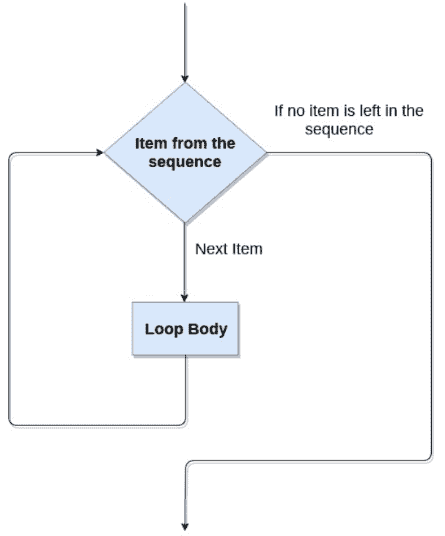 If no item is left in the
sequence
Item from the
sequence
Next Item
Loop Body